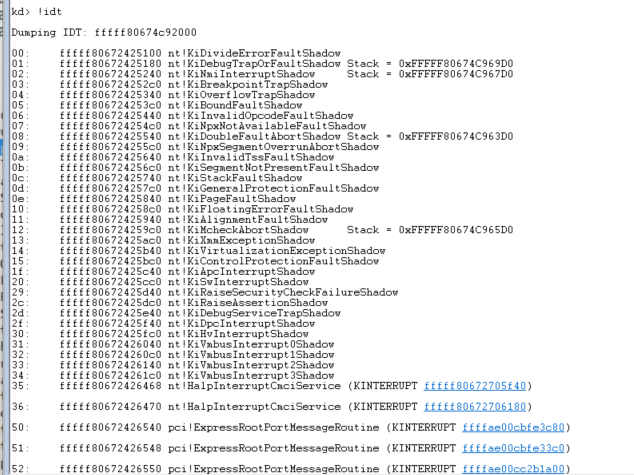 kd> !idt
Dumping IDT: fffff80674c92000
00: fffff80672425100 nt!KiDivideErrorFaultShadow
01: fffff80672425180 nt!KiDebugTrapOrFaultShadow Stack = 0xFFFFF80674C969D0
02: fffff80672425240 nt!KiNmiInterruptShadow Stack = 0xFFFFF80674C967D0
03: fffff806724252c0 nt!KiBreakpointTrapShadow
04: fffff80672425340 nt!KiOverflowTrapShadow
05: fffff806724253c0 nt!KiBoundFaultShadow
06: fffff80672425440 nt!KiInvalidOpcodeFaultShadow
07: fffff806724254c0 nt!KiNpxNotAvailableFaultShadow
08: fffff80672425540 nt!KiDoubleFaultAbortShadow Stack = 0xFFFFF80674C963D0
09: fffff806724255c0 nt!KiNpxSegmentOverrunAbortShadow
0a: fffff80672425640 nt!KiInvalidTssFaultShadow
0b: fffff806724256c0 nt!KiSegmentNotPresentFaultShadow
0c: fffff80672425740 nt!KiStackFaultShadow
0d: fffff806724257c0 nt!KiGeneralProtectionFaultShadow
0e: fffff80672425840 nt!KiPageFaultShadow
10: fffff806724258c0 nt!KiFloatingErrorFaultShadow
11: fffff80672425940 nt!KiAlignmentFaultShadow
12: fffff806724259c0 nt!KiMcheckAbortShadow Stack = 0xFFFFF80674C965D0
13: fffff80672425ac0 nt!KiXmmExceptionShadow
14: fffff80672425b40 nt!KiVirtualizationExceptionShadow
15: fffff80672425bc0 nt!KiControlProtectionFaultShadow
1f: fffff80672425c40 nt!KiApcInterruptShadow
20: fffff80672425cc0 nt!KiSwInterruptShadow
29: fffff80672425d40 nt!KiRaiseSecurityCheckFailureShadow
2c: fffff80672425dc0 nt!KiRaiseAssertionShadow
2d: fffff80672425e40 nt!KiDebugServiceTrapShadow
2f: fffff80672425f40 nt!KiDpcInterruptShadow
30: fffff80672425fc0 nt!KiHvInterruptShadow
31: fffff80672426040 nt!KiVmbusInterrupt0Shadow
32: fffff806724260c0 nt!KiVmbusInterrupt1Shadow
33: fffff80672426140 nt!KiVmbusInterrupt2Shadow
34: fffff806724261c0 nt!KiVmbusInterrupt3Shadow
35: fffff80672426468 nt!HalpInterruptCmciService (KINTERRUPT fffff80672705f40)
36: fffff80672426470 nt!HalpInterruptCmciService (KINTERRUPT fffff80672706180)
50: fffff80672426540 pci!ExpressRootPortMessageRoutine (KINTERRUPT ffffae00cbfe3c80)
51: fffff80672426548 pci!ExpressRootPortMessageRoutine (KINTERRUPT ffffae00cbfe33c0)
52: fffff80672426550 pci!ExpressRootPortMessageRoutine (KINTERRUPT ffffae00cc2b1a00)